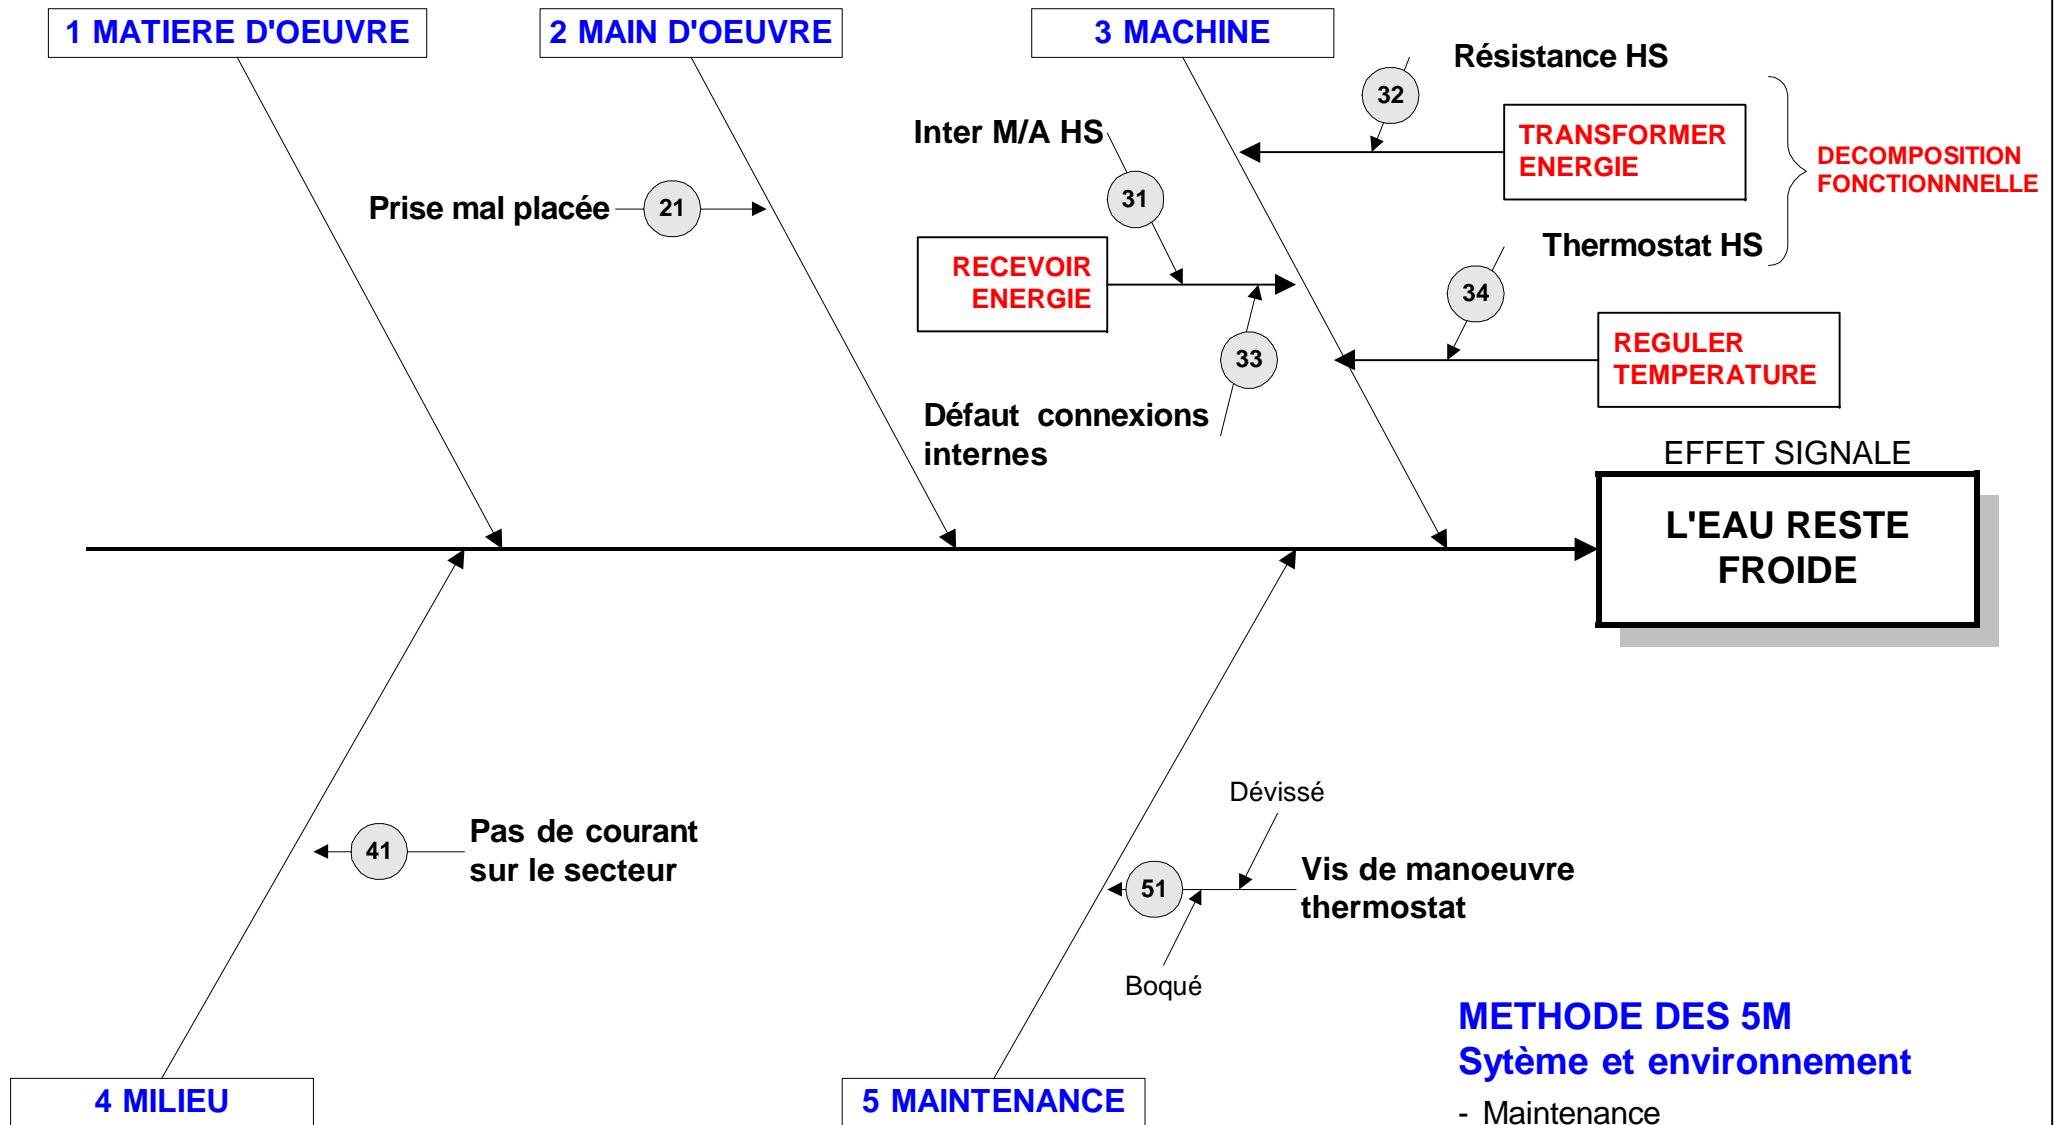 1 MATIERE D'OEUVRE
2 MAIN D'OEUVRE
3 MACHINE
Résistance HS
32
Inter M/A HS
TRANSFORMER
ENERGIE
DECOMPOSITION
FONCTIONNNELLE
Prise mal placée
21
31
Thermostat HS
RECEVOIR
ENERGIE
34
33
REGULER
TEMPERATURE
Défaut connexions
internes
EFFET SIGNALE
L'EAU RESTE
FROIDE
Dévissé
41
Pas de courant
sur le secteur
51
Vis de manoeuvre
thermostat
Boqué
METHODE DES 5M
Sytème et environnement
4 MILIEU
5 MAINTENANCE
- Maintenance